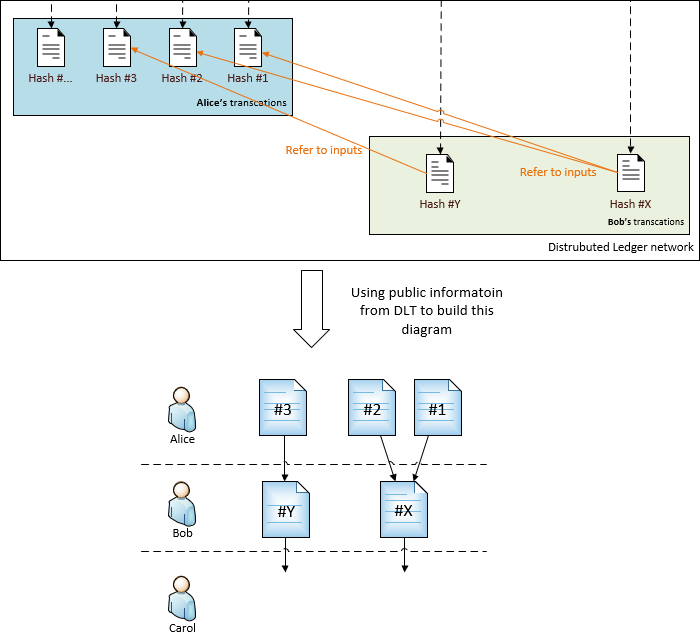 Hash #...
Hash #3
Hash #2
Hash #1
Alice's transcations
Refer to inputs
Refer to inputs
Hash #Y
Hash #X
Bob's transcations
Distrubuted Ledger network
Using public informatoin
from DLT to build this
diagram
#3
#2
#1
Alice
#Y
#X
Bob
Carol